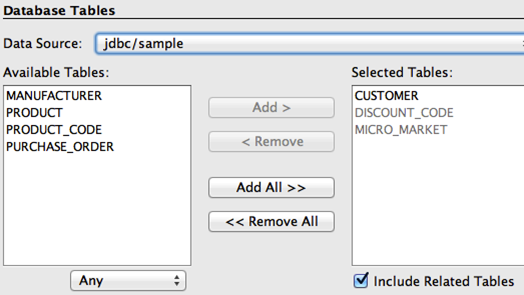 Database Tables
Data Source: jdbc/sample
Available Tables:
MANUFACTURER
PRODUCT
PRODUCT_CODE
PURCHASE_ORDER
Any
Add >
< Remove
Add All >>
<< Remove All
Selected Tables:
CUSTOMER
DISCOUNT_CODE
MICRO_MARKET
Include Related Tables